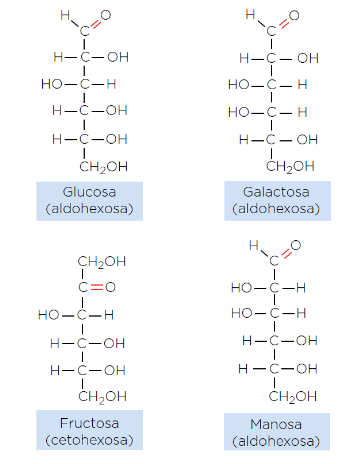 H O
C
H–C–OH
HO–C–H
H–C–OH
H–C–OH
CH₂OH
Glucosa
(aldohexosa)
H O
C
H–C–OH
HO–C–H
HO–C–H
H–C–OH
CH₂OH
Galactosa
(aldohexosa)
CH₂OH
C=O
HO–C–H
H–C–OH
H–C–OH
CH₂OH
Fructosa
(cetohexosa)
H O
C
HO–C–H
HO–C–H
H–C–OH
H–C–OH
CH₂OH
Manosa
(aldohexosa)